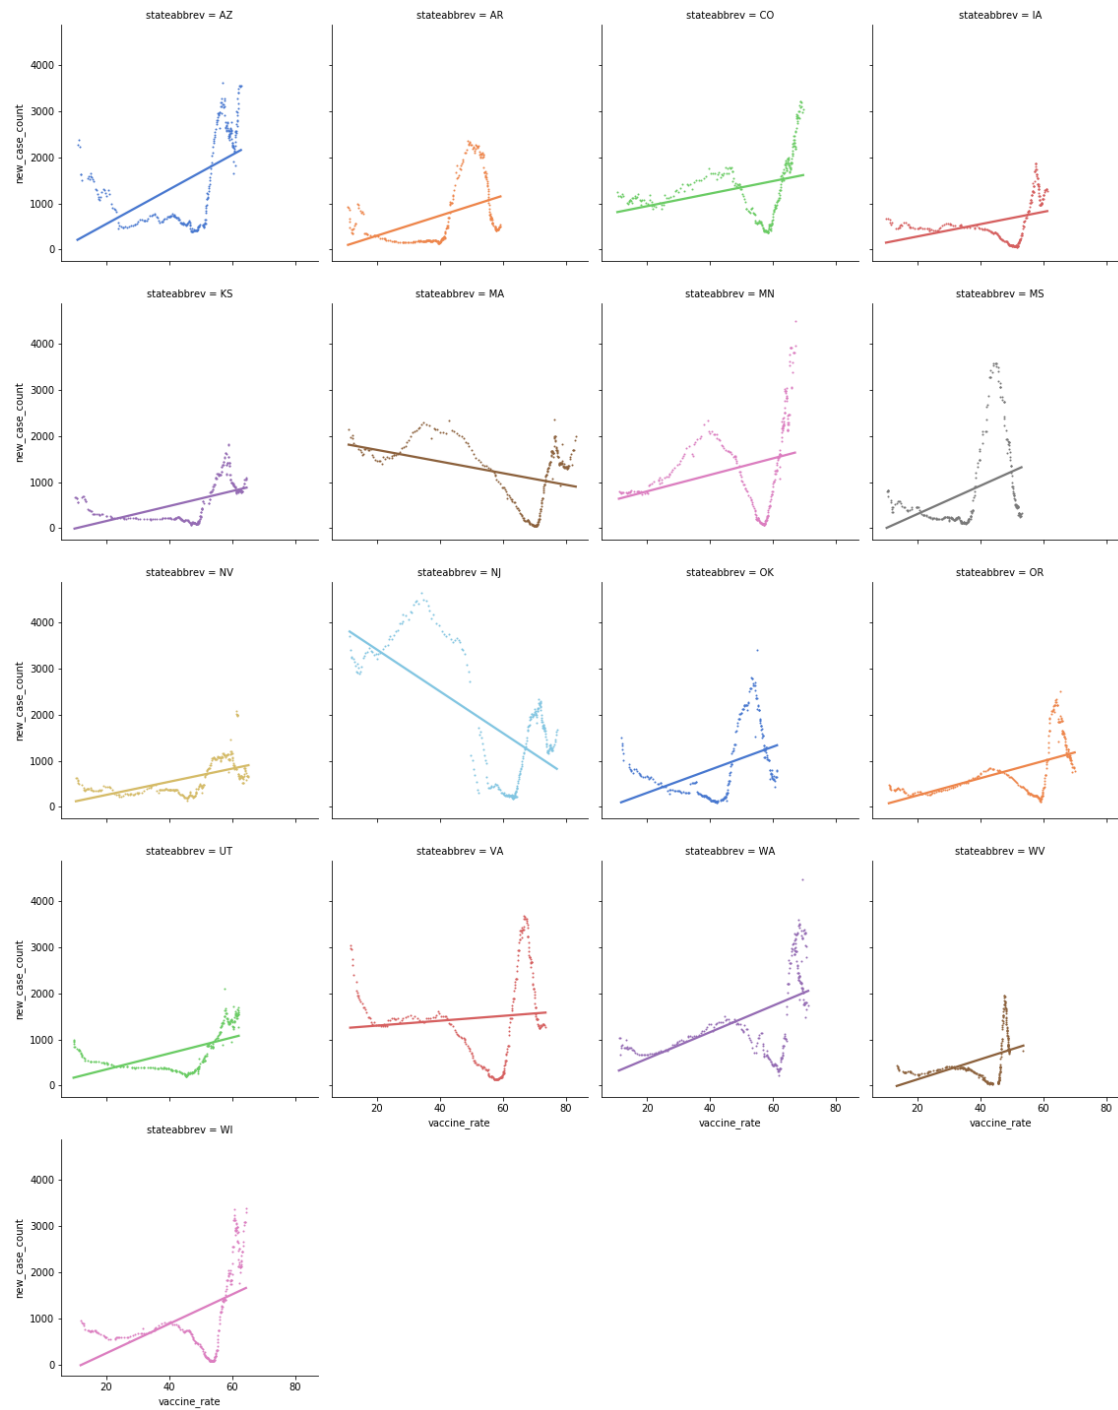 stateabbrev = AZ
stateabbrev = AR
stateabbrev = CO
stateabbrev = IA
new_case_count
4000
3000
2000
1000
0
stateabbrev = KS
stateabbrev = MA
stateabbrev = MN
stateabbrev = MS
new_case_count
4000
3000
2000
1000
0
stateabbrev = NV
stateabbrev = NJ
stateabbrev = OK
stateabbrev = OR
new_case_count
4000
3000
2000
1000
0
stateabbrev = UT
stateabbrev = VA
stateabbrev = WA
stateabbrev = WV
new_case_count
4000
3000
2000
1000
0
20 40 60 80
20 40 60 80
20 40 60 80
vaccine_rate
vaccine_rate
vaccine_rate
stateabbrev = WI
new_case_count
4000
3000
2000
1000
0
20 40 60 80
vaccine_rate